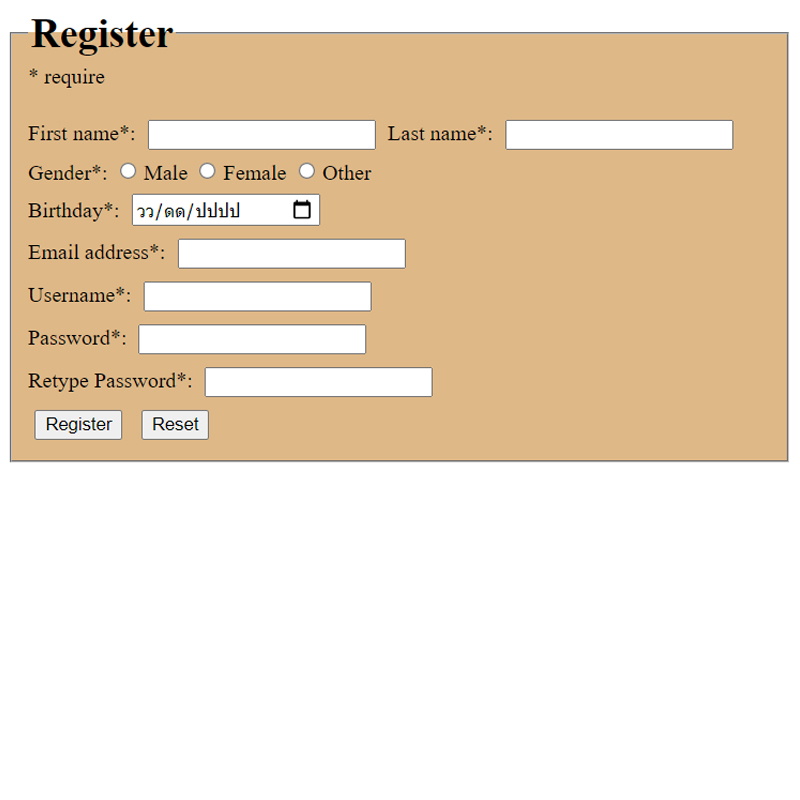 Register
* require
First name*: Last name*:
Gender*: Male Female Other
Birthday*: วว/ดด/ปปปป
Email address*:
Username*:
Password*:
Retype Password*:
Register Reset